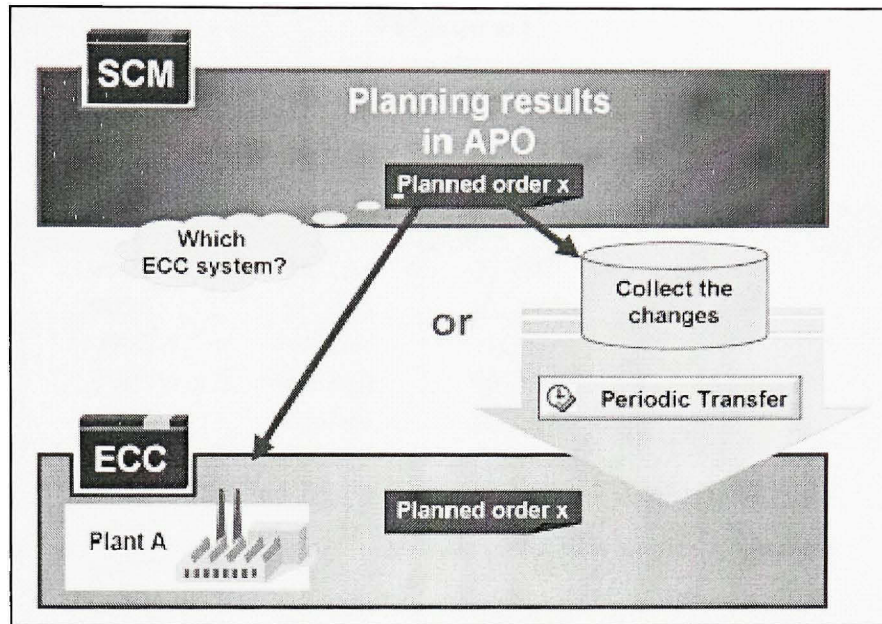 SCM
Planning results
in APO
Planned order x
Which
ECC system?
Collect the
changes
or
Periodic Transfer
ECC
Plant A
Planned order x